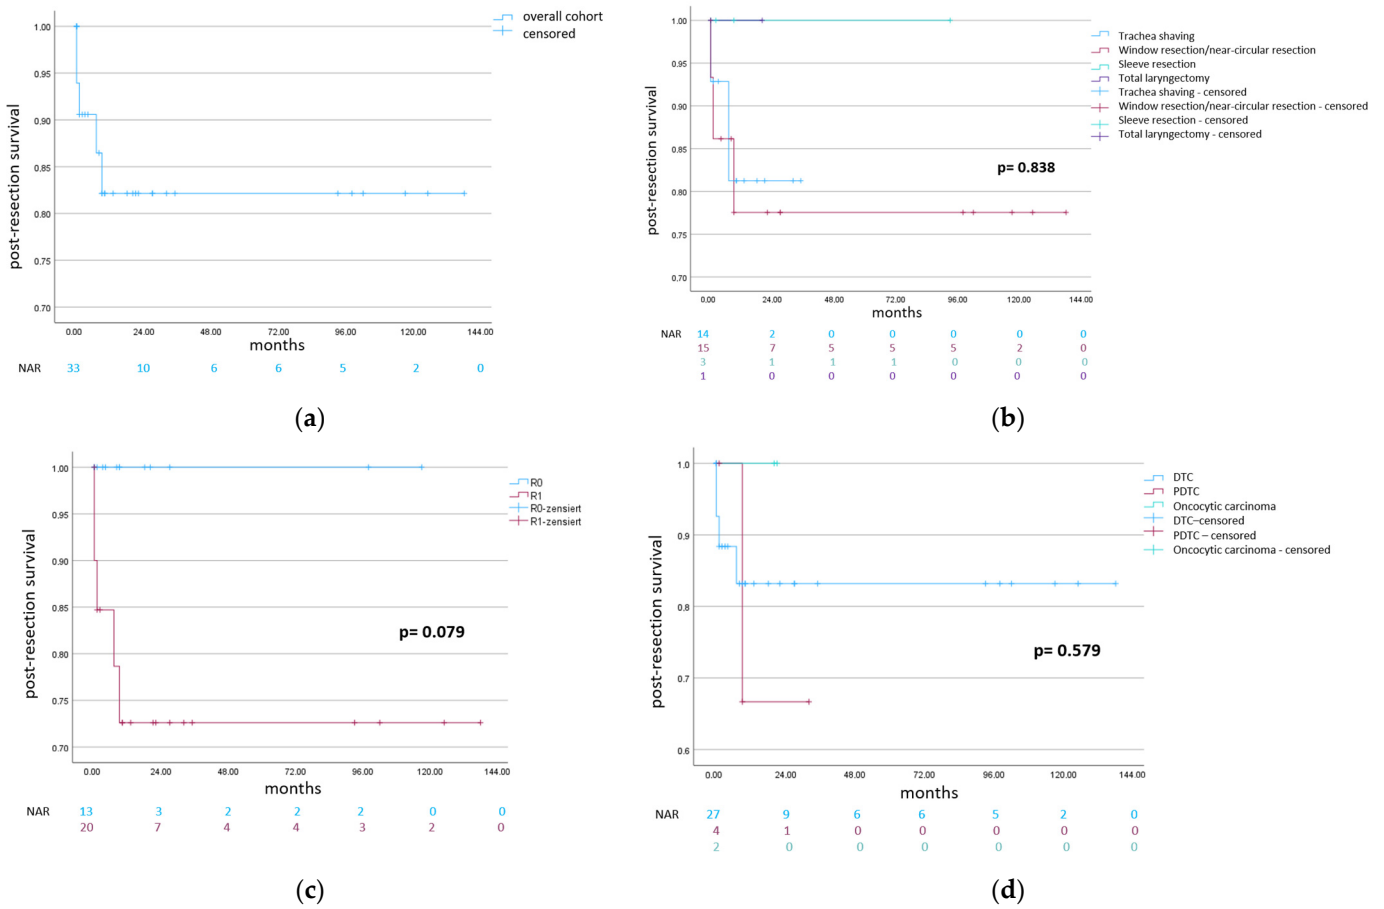 overall cohort
censored
post-resection survival
1.00
0.95
0.90
0.85
0.80
0.75
0.70
0.00 24.00 48.00 72.00 96.00 120.00 144.00
months
NAR 33 10 6 6 5 2 0
(a)
Trachea shaving
Window resection/near-circular resection
Sleeve resection
Total laryngectomy
Trachea shaving - censored
Window resection/near-circular resection - censored
Sleeve resection - censored
Total laryngectomy - censored
post-resection survival
1.00
0.95
0.90
0.85
0.80
0.75
0.70
p= 0.838
0.00 24.00 48.00 72.00 96.00 120.00 144.00
months
NAR 14 2 0 0 0 0 0
15 7 5 5 5 2 0
3 1 1 1 0 0 0
1 0 0 0 0 0 0
(b)
R0
R1
R0-zensiert
R1-zensiert
post-resection survival
1.00
0.95
0.90
0.85
0.80
0.75
0.70
p= 0.079
0.00 24.00 48.00 72.00 96.00 120.00 144.00
months
NAR 13 3 2 2 2 0 0
20 7 4 4 3 2 0
(c)
DTC
PDTC
Oncocytic carcinoma
DTC–censored
PDTC – censored
Oncocytic carcinoma - censored
post-resection survival
1.0
0.9
0.8
0.7
0.6
p= 0.579
0.00 24.00 48.00 72.00 96.00 120.00 144.00
months
NAR 27 9 6 6 5 2 0
4 1 0 0 0 0 0
2 0 0 0 0 0 0
(d)